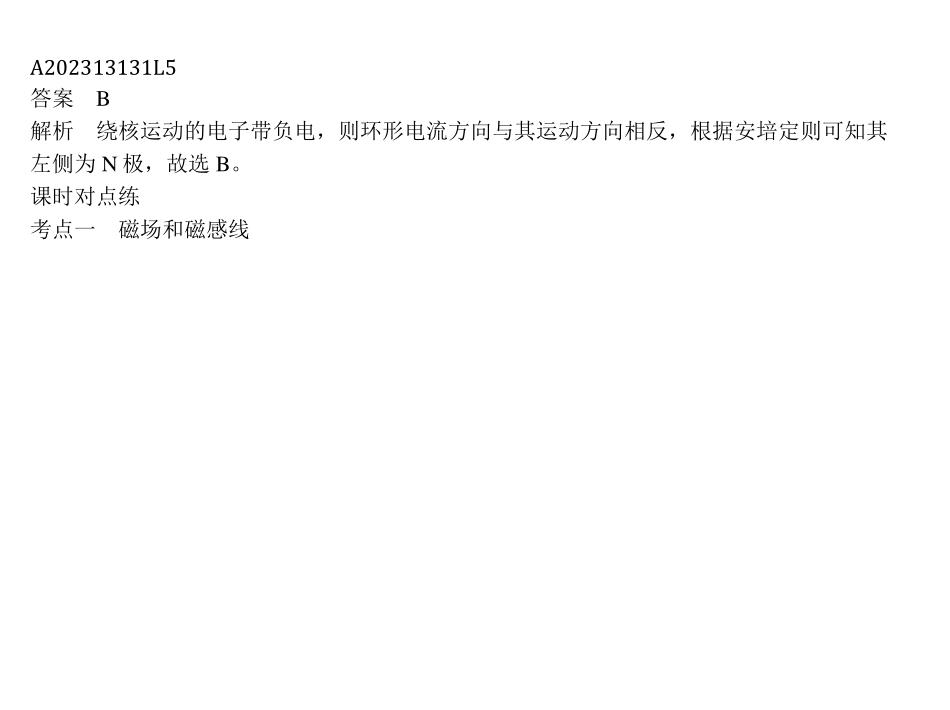 A202313131L5
答案　B
解析　绕核运动的电子带负电，则环形电流方向与其运动方向相反，根据安培定则可知其
左侧为 N 极，故选 B。
课时对点练
考点一　磁场和磁感线